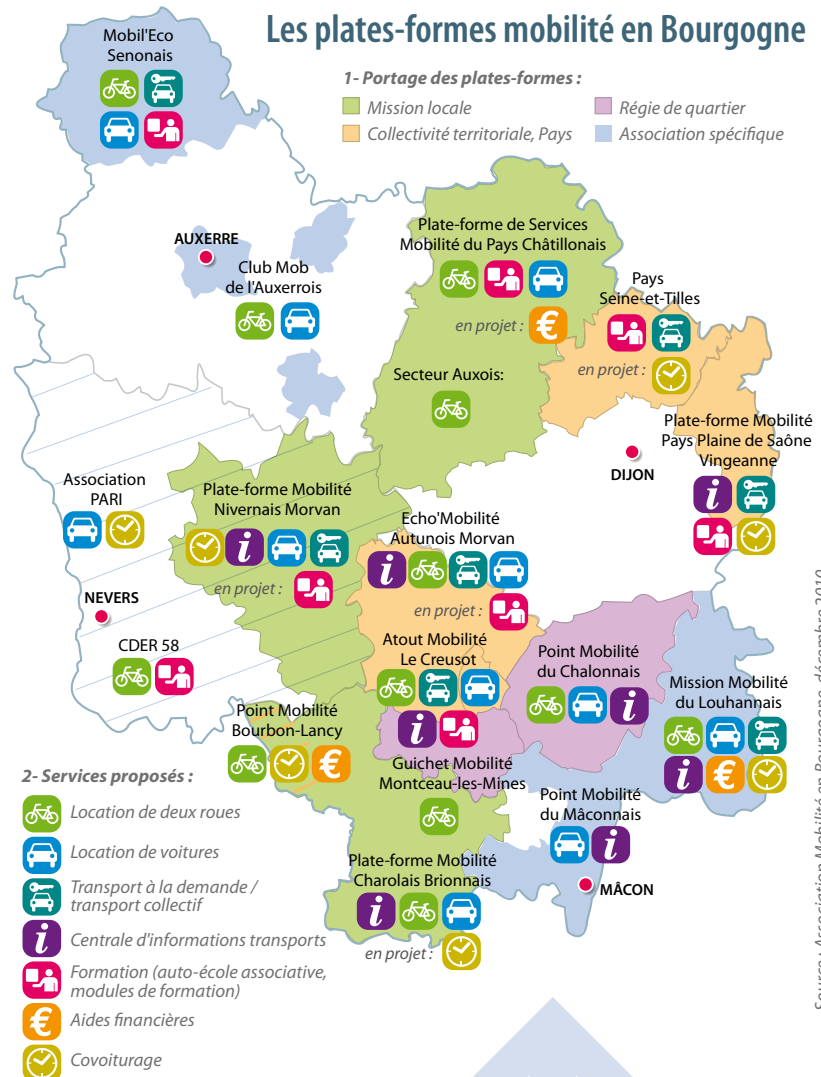 Les plates-formes mobilité en Bourgogne
1- Portage des plates-formes :
Mission locale
Régie de quartier
Collectivité territoriale, Pays
Association spécifique
Mobil'Eco
Senonais
AUXERRE
Club Mob
de l'Auxerrois
Plate-forme de Services
Mobilité du Pays Châtillonais
en projet :
€
Secteur Auxois:
Pays
Seine-et-Tilles
en projet :
Plate-forme Mobilité
Pays Plaine de Saône
Vingeanne
i
DIJON
Association
PARI
Plate-forme Mobilité
Nivernais Morvan
i
en projet :
Echo'Mobilité
Autunois Morvan
i
en projet :
NEVERS
CDER 58
Atout Mobilité
Le Creusot
i
Point Mobilité
du Chalonnais
i
Mission Mobilité
du Louhannais
i €
Point Mobilité
Bourbon-Lancy
€
Guichet Mobilité
Montceau-les-Mines
Point Mobilité
du Mâconnais
i
MÂCON
Plate-forme Mobilité
Charolais Brionnais
i
en projet :
2- Services proposés :
Location de deux roues
Location de voitures
Transport à la demande /
transport collectif
i Centrale d'informations transports
Formation (auto-école associative,
modules de formation)
€ Aides financières
Covoiturage
Source : Association Mobilité en Bourgogne, décembre 2010